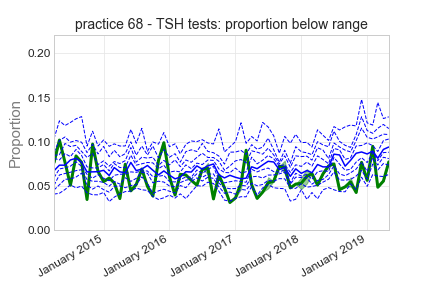 practice 68 - TSH tests: proportion below range
Proportion
0.20
0.15
0.10
0.05
0.00
January 2015
January 2016
January 2017
January 2018
January 2019